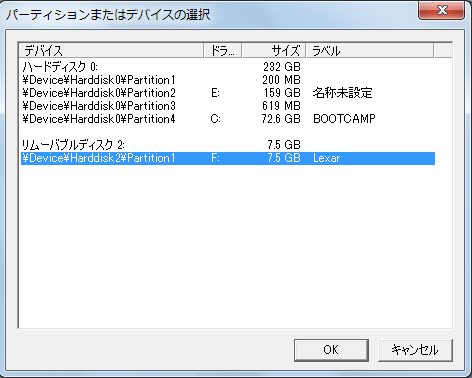 パーティションまたはデバイスの選択
デバイス ドラ... サイズ ラベル
ハードディスク 0: 232 GB
¥Device¥Harddisk0¥Partition1 200 MB
¥Device¥Harddisk0¥Partition2 E: 159 GB 名称未設定
¥Device¥Harddisk0¥Partition3 619 MB
¥Device¥Harddisk0¥Partition4 C: 72.6 GB BOOTCAMP
リムーバブルディスク 2: 7.5 GB
¥Device¥Harddisk2¥Partition1 F: 7.5 GB Lexar
OK キャンセル